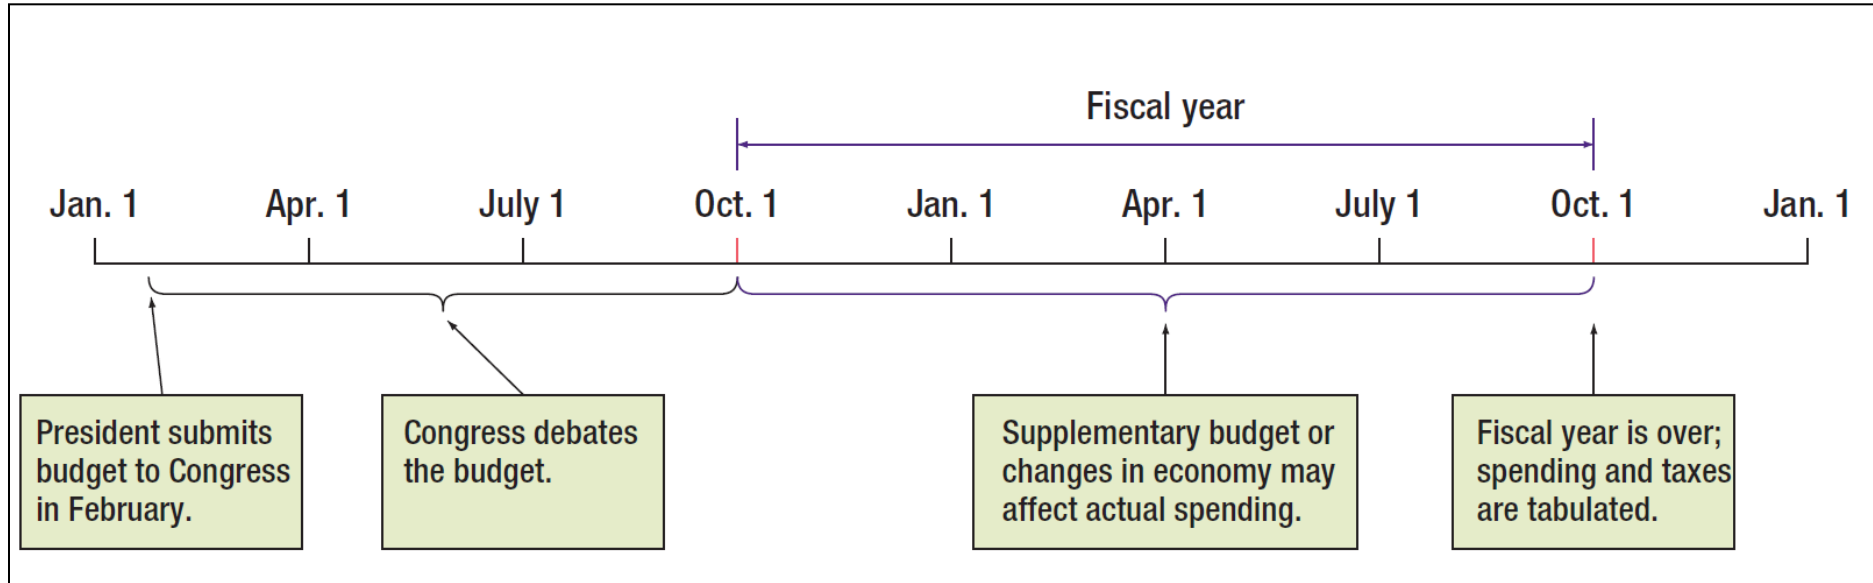 Fiscal year
Jan. 1
Apr. 1
July 1
Oct. 1
Jan. 1
Apr. 1
July 1
Oct. 1
Jan. 1
President submits
budget to Congress
in February.
Congress debates
the budget.
Supplementary budget or
changes in economy may
affect actual spending.
Fiscal year is over;
spending and taxes
are tabulated.